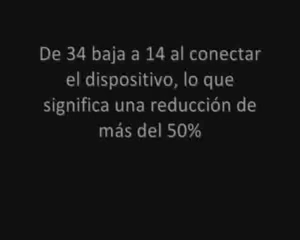 De 34 baja a 14 al conectar
el dispositivo, lo que
significa una reducción de
más del 50%